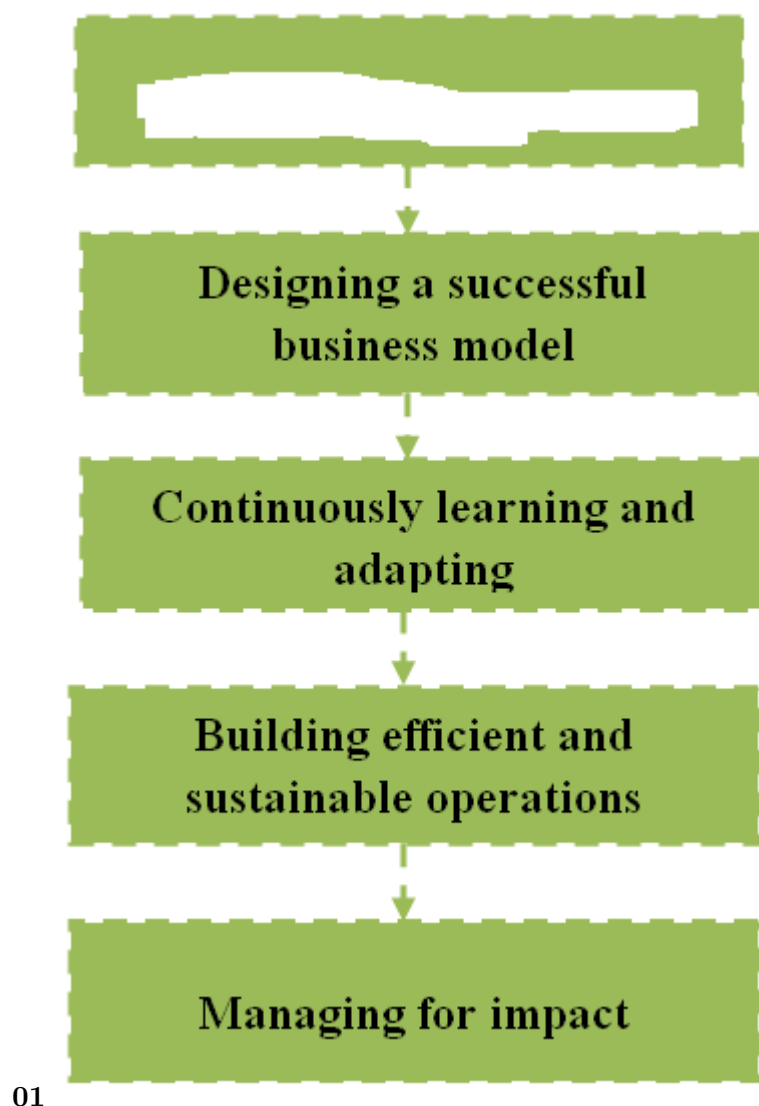 Designing a successful
business model
Continuously learning and
adapting
Building efficient and
sustainable operations
Managing for impact
01